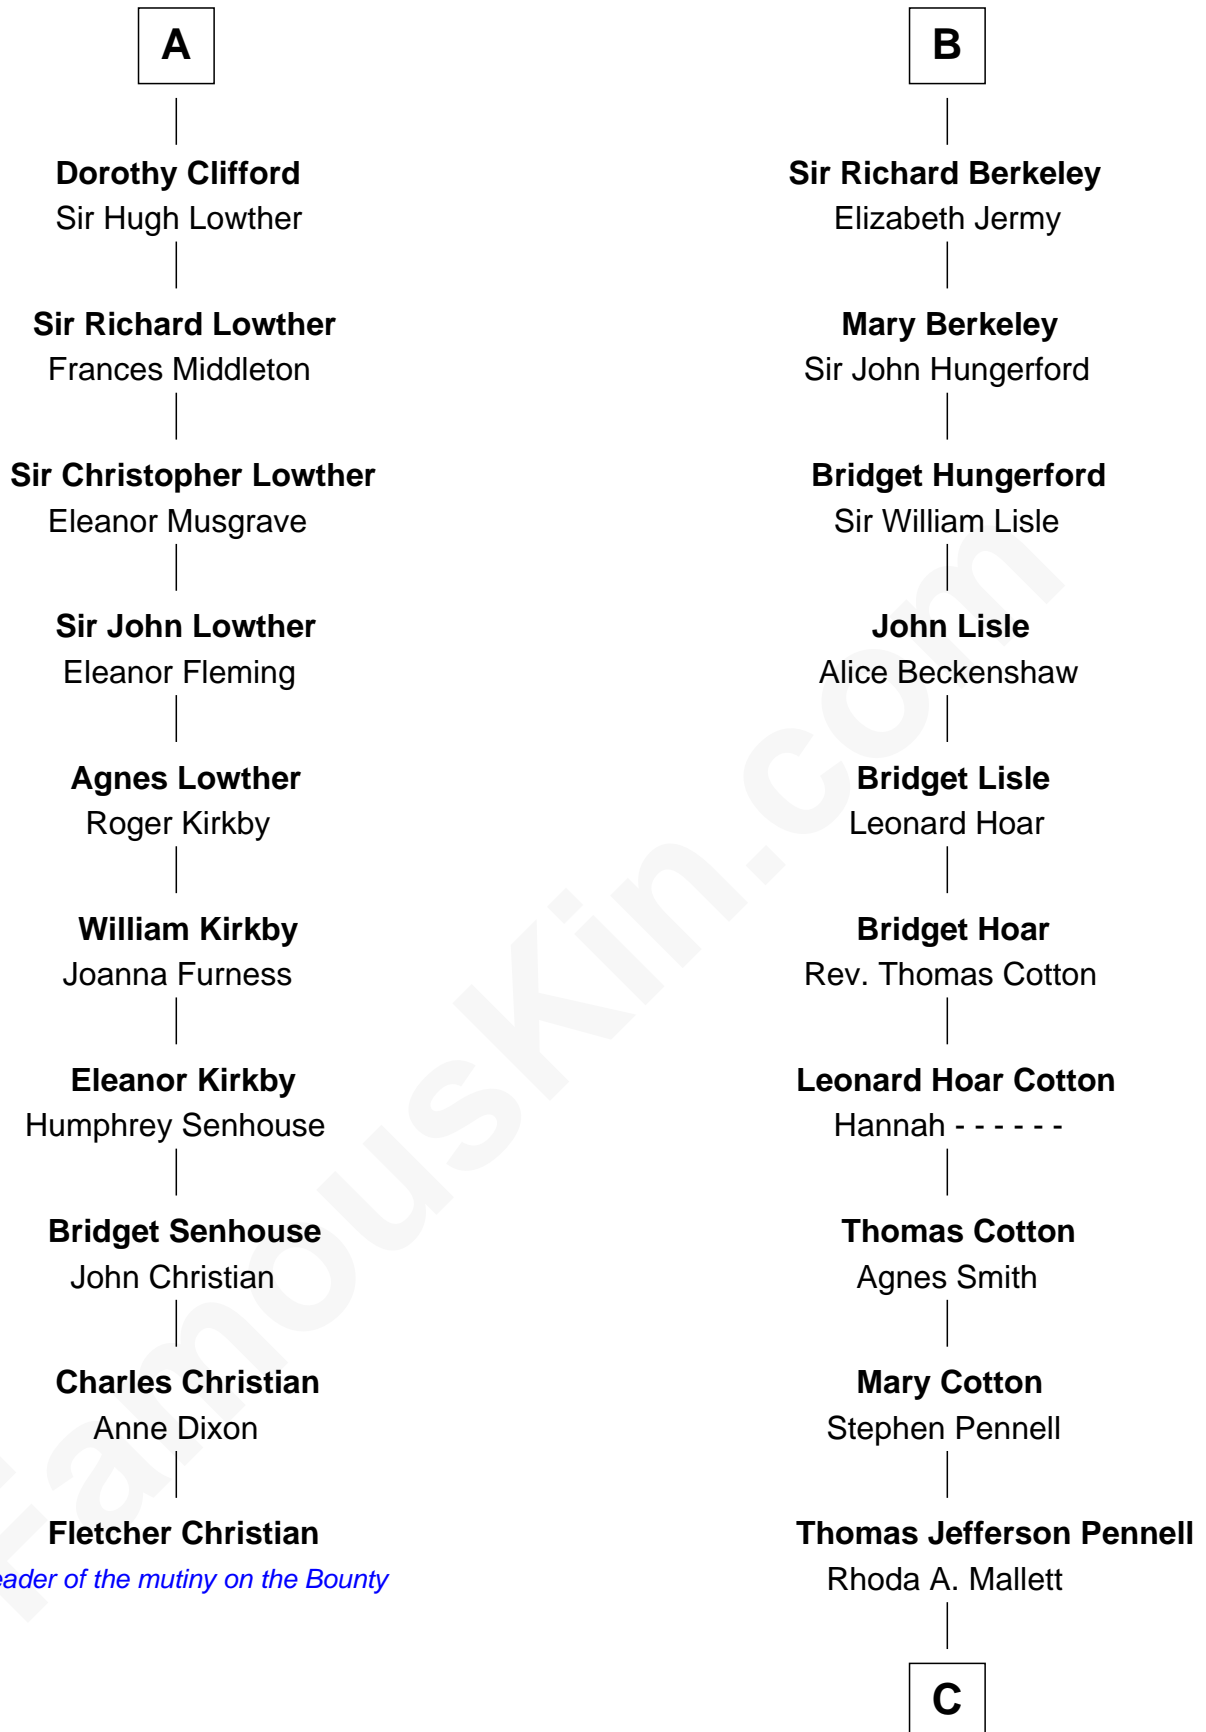 A
Dorothy Clifford
Sir Hugh Lowther
Sir Richard Lowther
Frances Middleton
Sir Christopher Lowther
Eleanor Musgrave
Sir John Lowther
Eleanor Fleming
Agnes Lowther
Roger Kirkby
William Kirkby
Joanna Furness
Eleanor Kirkby
Humphrey Senhouse
Bridget Senhouse
John Christian
Charles Christian
Anne Dixon
Fletcher Christian
eader of the mutiny on the Bounty
B
Sir Richard Berkeley
Elizabeth Jermy
Mary Berkeley
Sir John Hungerford
Bridget Hungerford
Sir William Lisle
John Lisle
Alice Beckenshaw
Bridget Lisle
Leonard Hoar
Bridget Hoar
Rev. Thomas Cotton
Leonard Hoar Cotton
Hannah - - - - - -
Thomas Cotton
Agnes Smith
Mary Cotton
Stephen Pennell
Thomas Jefferson Pennell
Rhoda A. Mallett
C
FamousKin.com